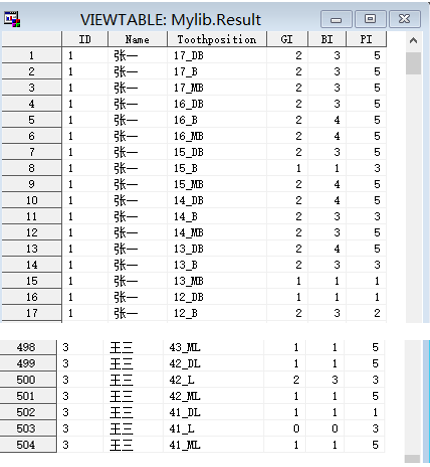 VIEWTABLE: Mylib.Result
ID Name Toothposition GI BI PI
1 1 张一 17_DB 2 3 5
2 1 张一 17_B 2 3 5
3 1 张一 17_MB 2 3 5
4 1 张一 16_DB 2 3 5
5 1 张一 16_B 2 4 5
6 1 张一 16_MB 2 4 5
7 1 张一 15_DB 2 3 5
8 1 张一 15_B 1 1 3
9 1 张一 15_MB 2 4 5
10 1 张一 14_DB 2 4 5
11 1 张一 14_B 2 3 3
12 1 张一 14_MB 2 3 5
13 1 张一 13_DB 2 4 5
14 1 张一 13_B 2 3 3
15 1 张一 13_MB 1 1 1
16 1 张一 12_DB 1 1 1
17 1 张一 12_B 2 3 2
498 3 王三 43_ML 1 1 5
499 3 王三 42_DL 1 1 5
500 3 王三 42_L 2 3 3
501 3 王三 42_ML 1 1 5
502 3 王三 41_DL 1 1 1
503 3 王三 41_L 0 0 3
504 3 王三 41_ML 1 1 5